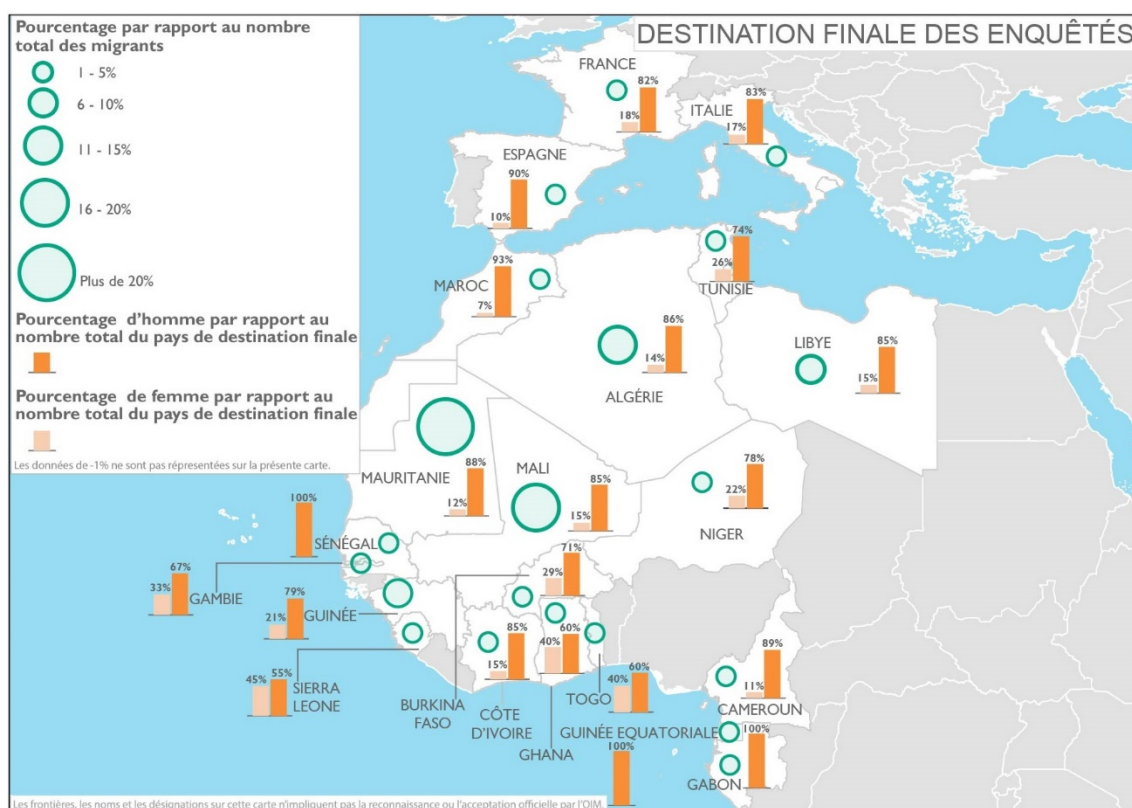 Pourcentage par rapport au nombre
total des migrants
1 - 5%
6 - 10%
11 - 15%
16 - 20%
Plus de 20%
Pourcentage d’homme par rapport au
nombre total du pays de destination finale
Pourcentage de femme par rapport au
nombre total du pays de destination finale
Les données de -1% ne sont pas répresentées sur la présente carte.
DESTINATION FINALE DES ENQUÊTÉS
FRANCE
18%
82%
ITALIE
17%
83%
ESPAGNE
10%
90%
MAROC
7%
93%
26%
74%
TUNISIE
ALGÉRIE
14%
86%
LIBYE
15%
85%
MAURITANIE
12%
88%
MALI
15%
85%
NIGER
22%
78%
100%
SÉNÉGAL
33%
67%
GAMBIE
21%
79%
GUINÉE
45%
55%
SIERRA
LEONE
29%
71%
BURKINA
FASO
15%
85%
CÔTE
D'IVOIRE
40%
60%
GHANA
TOGO
40%
60%
11%
89%
CAMEROUN
GUINÉE EQUATORIALE
100%
GABON
100%
Les frontières, les noms et les désignations sur cette carte n'impliquent pas la reconnaissance ou l'acceptation officielle par l'OIM.